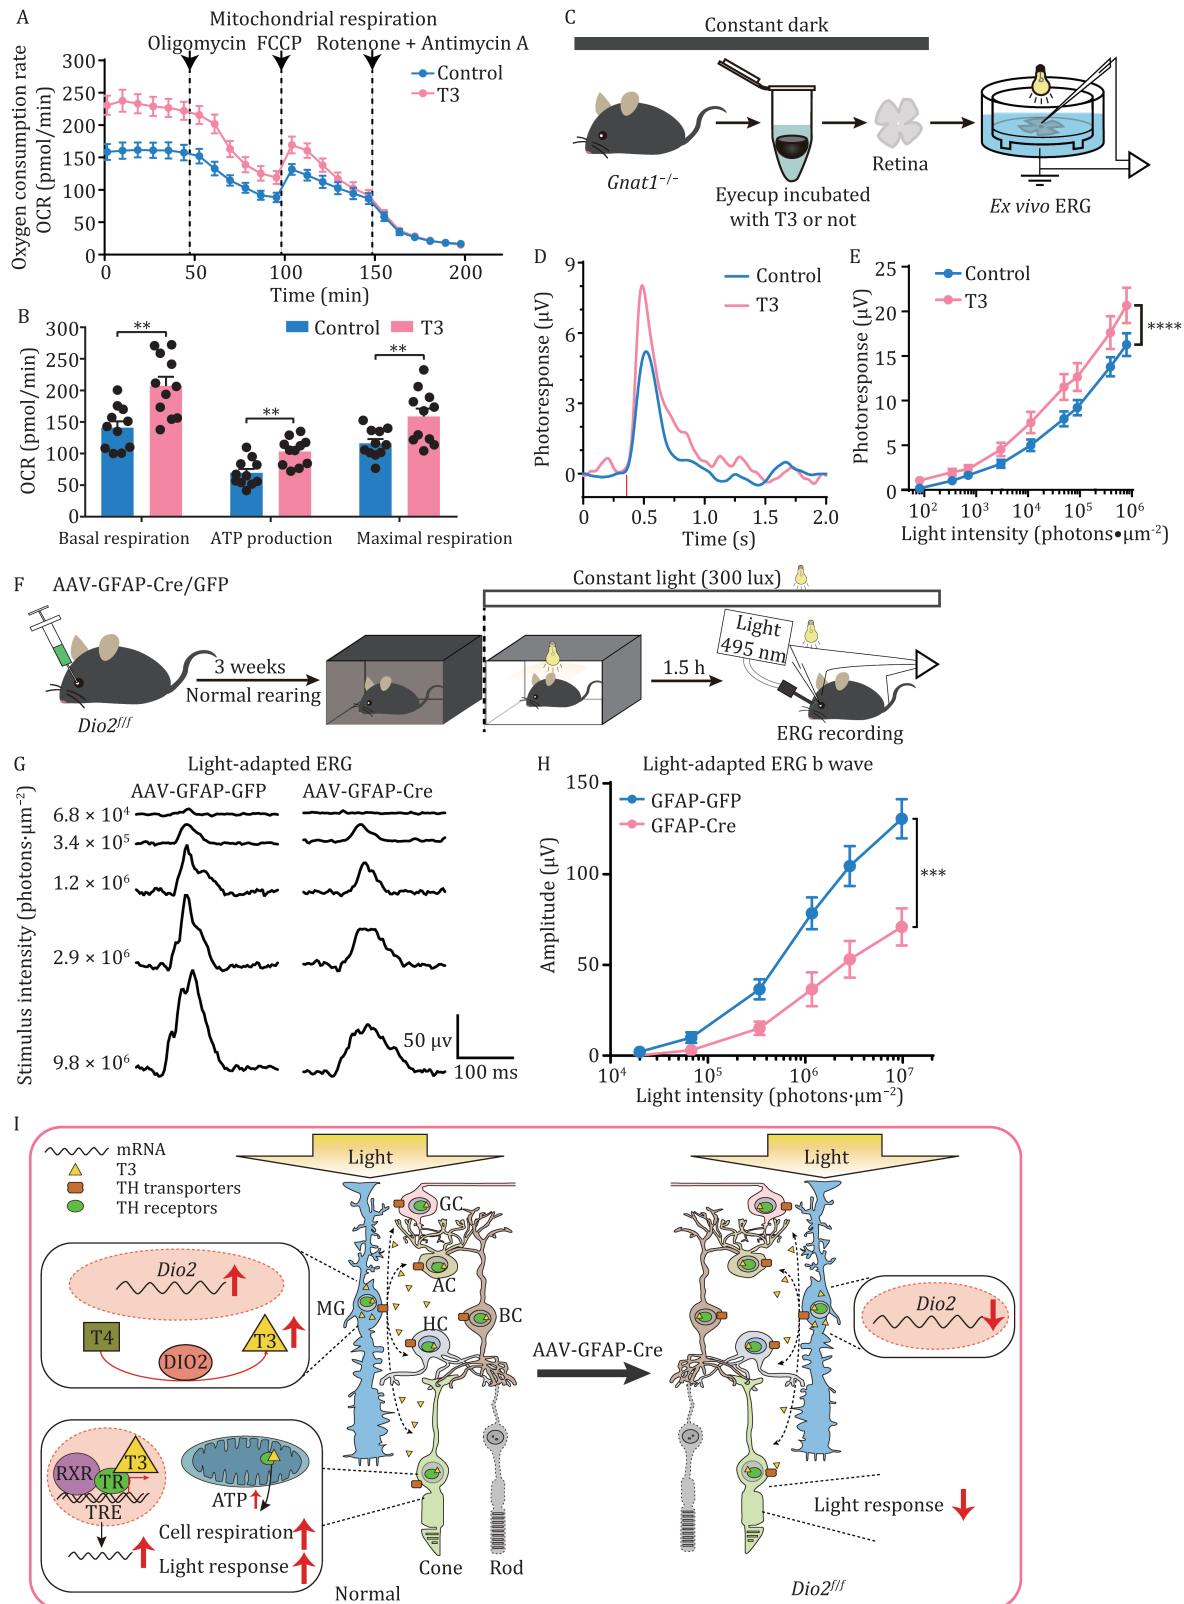 A
Mitochondrial respiration
Oligomycin FCCP Rotenone + Antimycin A
Oxygen consumption rate
OCR (pmol/min)
300
250
200
150
100
50
0
Control
T3
0 50 100 150 200
Time (min)
B
OCR (pmol/min)
300
250
200
150
100
50
0
Control T3
** ** **
Basal respiration ATP production Maximal respiration
C
Constant dark
Gnat1−/−
Eyecup incubated
with T3 or not
Retina
Ex vivo ERG
D
Photoresponse (μV)
9
6
3
0
Control
T3
0 0.5 1.0 1.5 2.0
Time (s)
E
Photoresponse (μV)
25
20
15
10
5
0
Control
T3
****
10² 10³ 10⁴ 10⁵ 10⁶
Light intensity (photons•μm⁻²)
F
AAV-GFAP-Cre/GFP
Constant light (300 lux)
Dio2f/f
3 weeks
Normal rearing
1.5 h
Light
495 nm
ERG recording
G
Light-adapted ERG
AAV-GFAP-GFP AAV-GFAP-Cre
Stimulus intensity (photons·μm⁻²)
6.8 × 10⁴
3.4 × 10⁵
1.2 × 10⁶
2.9 × 10⁶
9.8 × 10⁶
50 μv
100 ms
H
Light-adapted ERG b wave
Amplitude (μV)
150
100
50
0
GFAP-GFP
GFAP-Cre
***
10⁴ 10⁵ 10⁶ 10⁷
Light intensity (photons·μm⁻²)
I
mRNA
T3
TH transporters
TH receptors
Light
Light
GC
AC
MG
HC
BC
Dio2
T4
T3
DIO2
AAV-GFAP-Cre
Dio2
RXR
TR
T3
TRE
ATP
Cell respiration
Light response
Cone
Rod
Normal
Light response
Dio2f/f